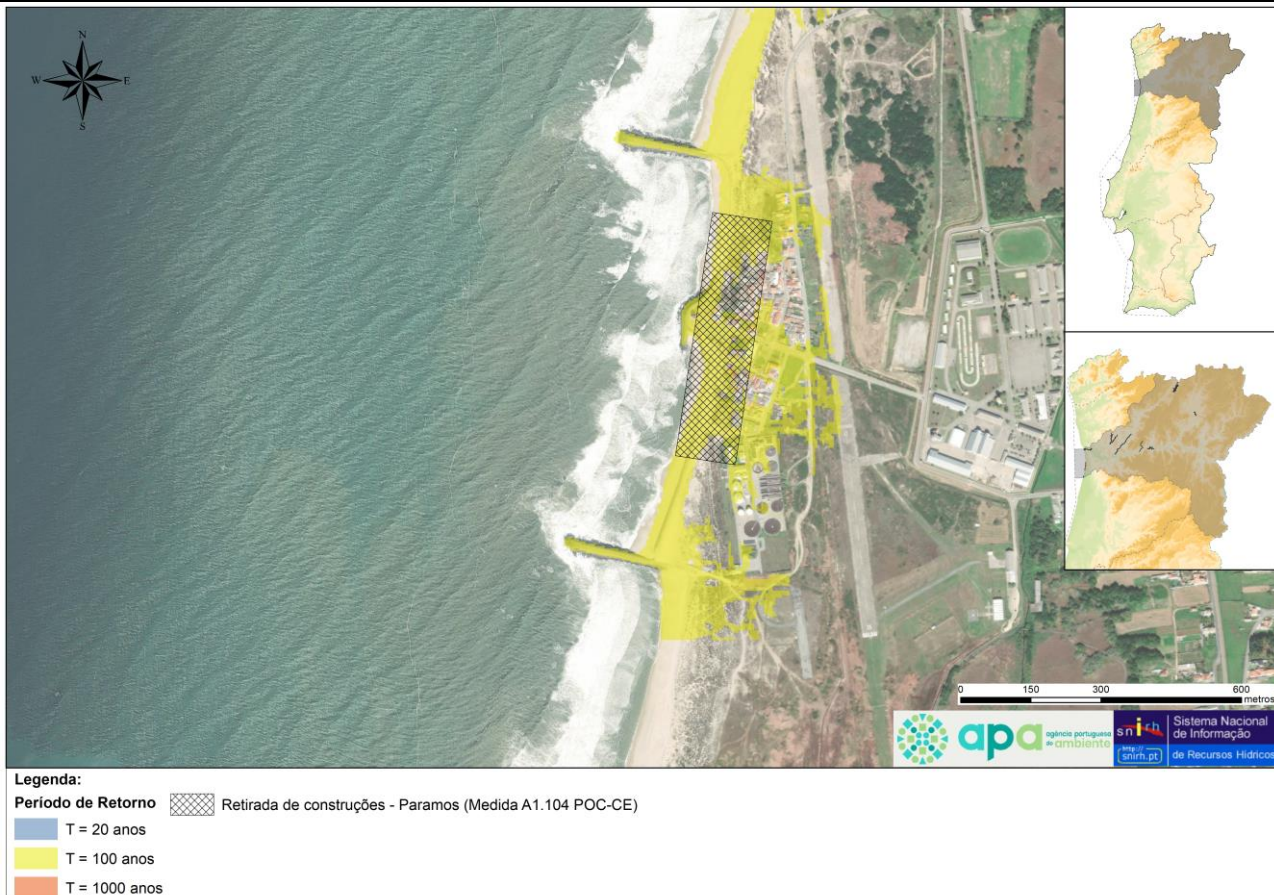 N
W
E
S
0 150 300 600
metros
apa agência portuguesa
do ambiente
snirh
http://
snirh.pt
Sistema Nacional
de Informação
de Recursos Hídricos
Legenda:
Período de Retorno
Retirada de construções - Paramos (Medida A1.104 POC-CE)
T = 20 anos
T = 100 anos
T = 1000 anos